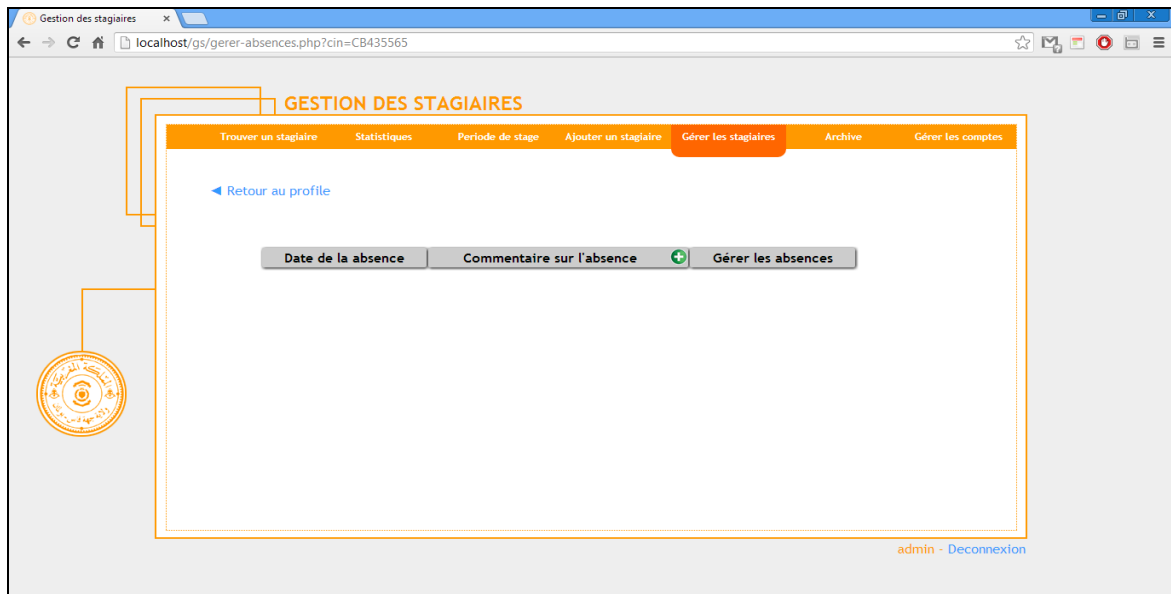 Gestion des stagiaires
localhost/gs/gerer-absences.php?cin=CB435565
GESTION DES STAGIAIRES
Trouver un stagiaire Statistiques Periode de stage Ajouter un stagiaire Gérer les stagiaires Archive Gérer les comptes
◄ Retour au profile
Date de la absence Commentaire sur l'absence Gérer les absences
المملكة المغربية
admin - Deconnexion